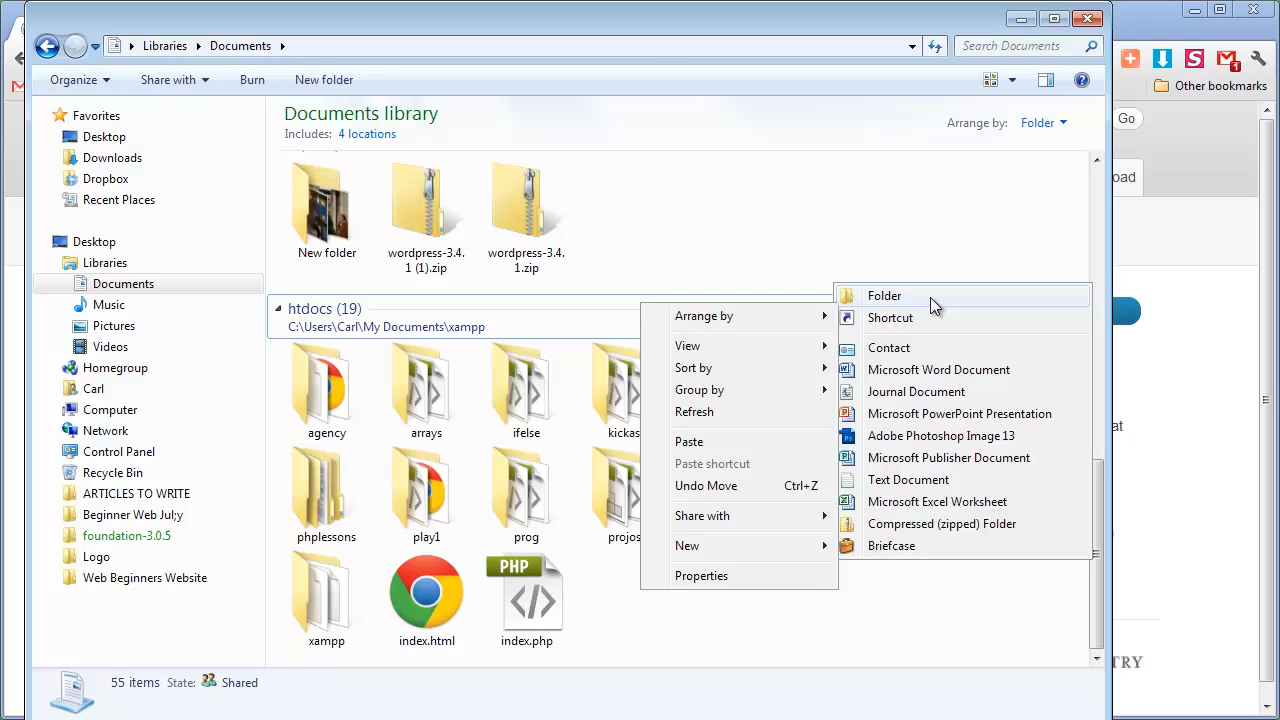 Libraries
Documents
Search Documents
1
Organize
Share with
Burn
New folder
Other bookmarks
Favorites
Desktop
Downloads
Dropbox
Recent Places
Desktop
Libraries
Documents
Music
Pictures
Videos
Homegroup
Carl
Computer
Network
Control Panel
Recycle Bin
ARTICLES TO WRITE
Beginner Web Jul;y
foundation-3.0.5
Logo
Web Beginners Website
Documents library
Includes: 4 locations
Arrange by: Folder
New folder
wordpress-3.4.
1 (1).zip
wordpress-3.4.
1.zip
htdocs (19)
C:\Users\Carl\My Documents\xampp
agency
arrays
ifelse
kickas
phplessons
play1
prog
projos
xampp
index.html
PHP
index.php
Arrange by
View
Sort by
Group by
Refresh
Paste
Paste shortcut
Undo Move Ctrl+Z
Share with
New
Properties
Folder
Shortcut
Contact
Microsoft Word Document
Journal Document
Microsoft PowerPoint Presentation
Adobe Photoshop Image 13
Microsoft Publisher Document
Text Document
Microsoft Excel Worksheet
Compressed (zipped) Folder
Briefcase
Go
oad
at
TRY
55 items State: Shared